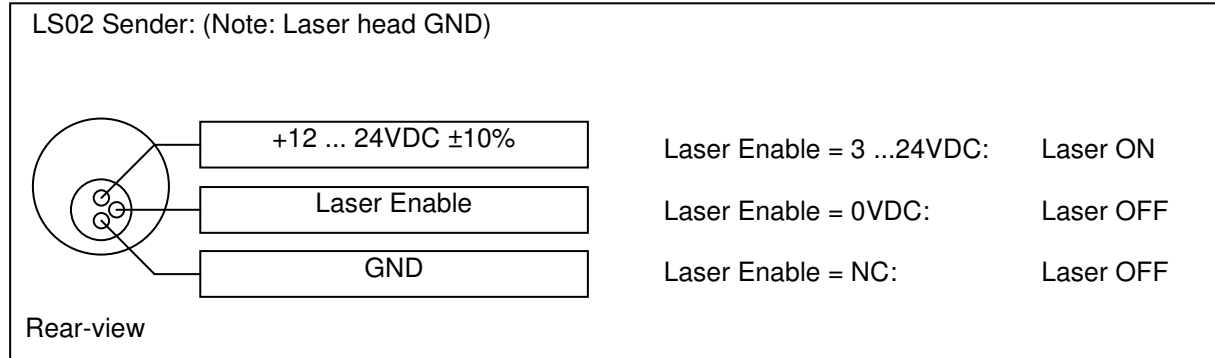 LS02 Sender: (Note: Laser head GND)
+12 ... 24VDC ±10%
Laser Enable = 3 ...24VDC: Laser ON
Laser Enable
Laser Enable = 0VDC: Laser OFF
GND
Laser Enable = NC: Laser OFF
Rear-view